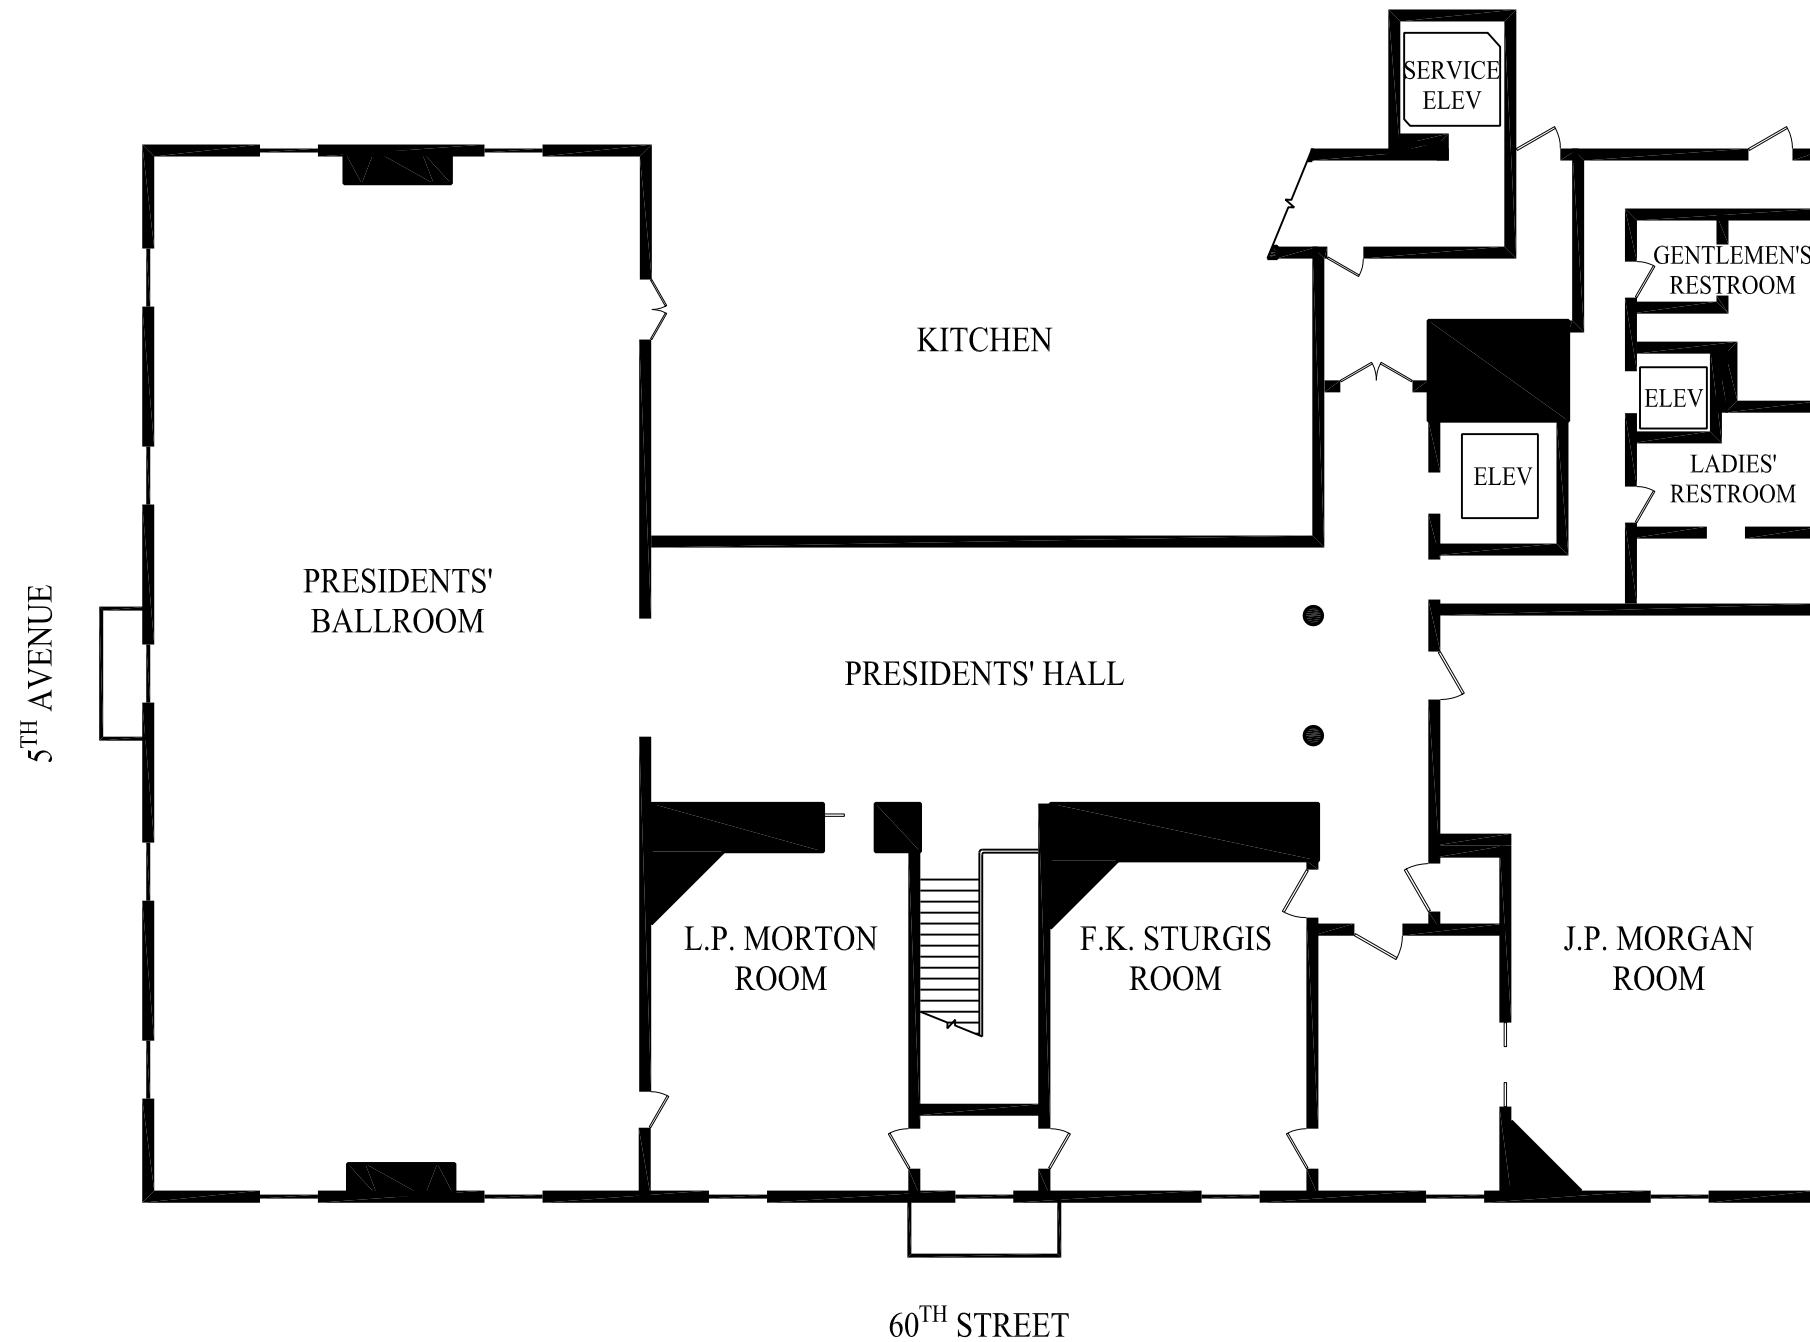 SERVICE
ELEV
GENTLEMEN'S
RESTROOM
KITCHEN
ELEV
ELEV
LADIES'
RESTROOM
PRESIDENTS'
BALLROOM
5TH AVENUE
PRESIDENTS' HALL
L.P. MORTON
ROOM
F.K. STURGIS
ROOM
J.P. MORGAN
ROOM
60TH STREET